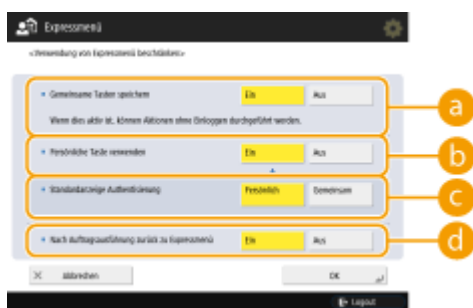 Expressmenü
<Verwendung von Expressmenü beschränken>
Gemeinsame Tasten speichern Ein Aus
Wenn dies aktiv ist, können Aktionen ohne Einloggen durchgeführt werden.
a
Persönliche Taste verwenden Ein Aus
b
Standardanzeige Authentisierung Persönlich Gemeinsam
c
Nach Auftragsausführung zurück zu Expressmenü Ein Aus
d
Abbrechen OK
Logout